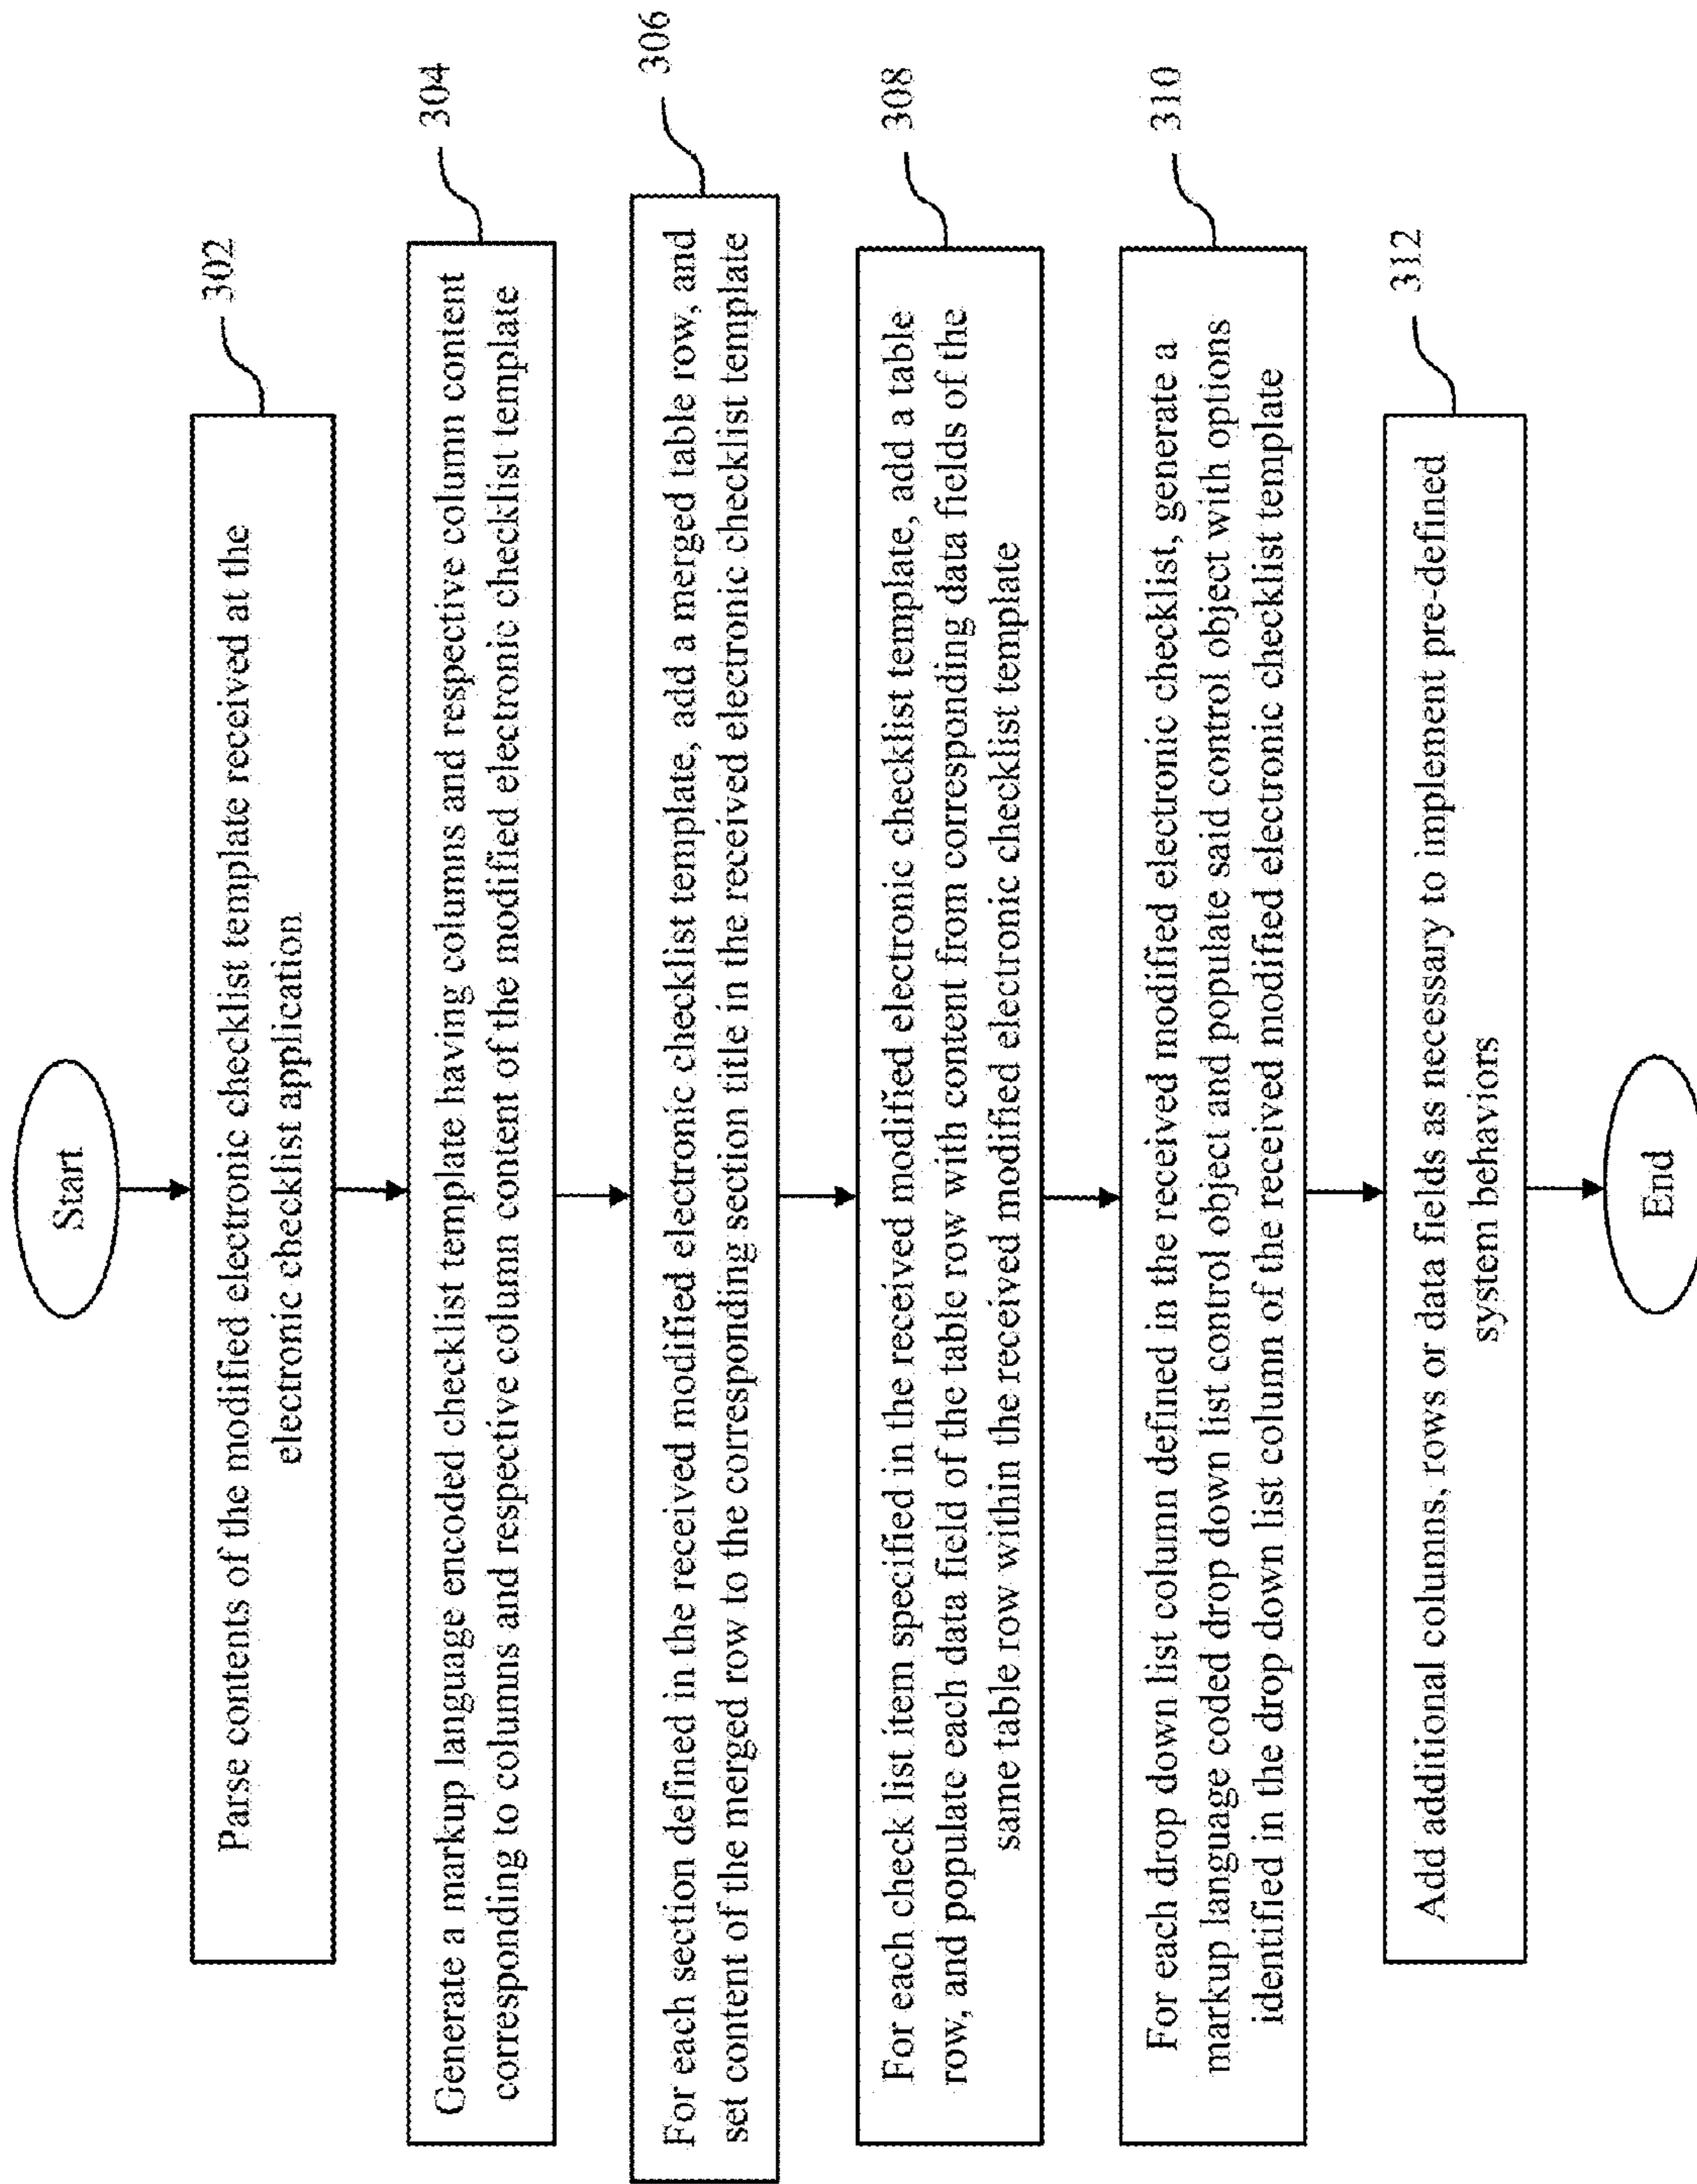 Start
Parse contents of the modified electronic checklist template received at the
electronic checklist application
302
Generate a markup language encoded checklist template having columns and respective column content
corresponding to columns and respective column content of the modified electronic checklist template
304
For each section defined in the received modified electronic checklist template, add a merged table row, and
set content of the merged row to the corresponding section title in the received electronic checklist template
306
For each check list item specified in the received modified electronic checklist template, add a table
row, and populate each data field of the table row with content from corresponding data fields of the
same table row within the received modified electronic checklist template
308
For each drop down list column defined in the received modified electronic checklist, generate a
markup language coded drop down list control object and populate said control object with options
identified in the drop down list column of the received modified electronic checklist template
310
Add additional columns, rows or data fields as necessary to implement pre-defined
system behaviors
312
End